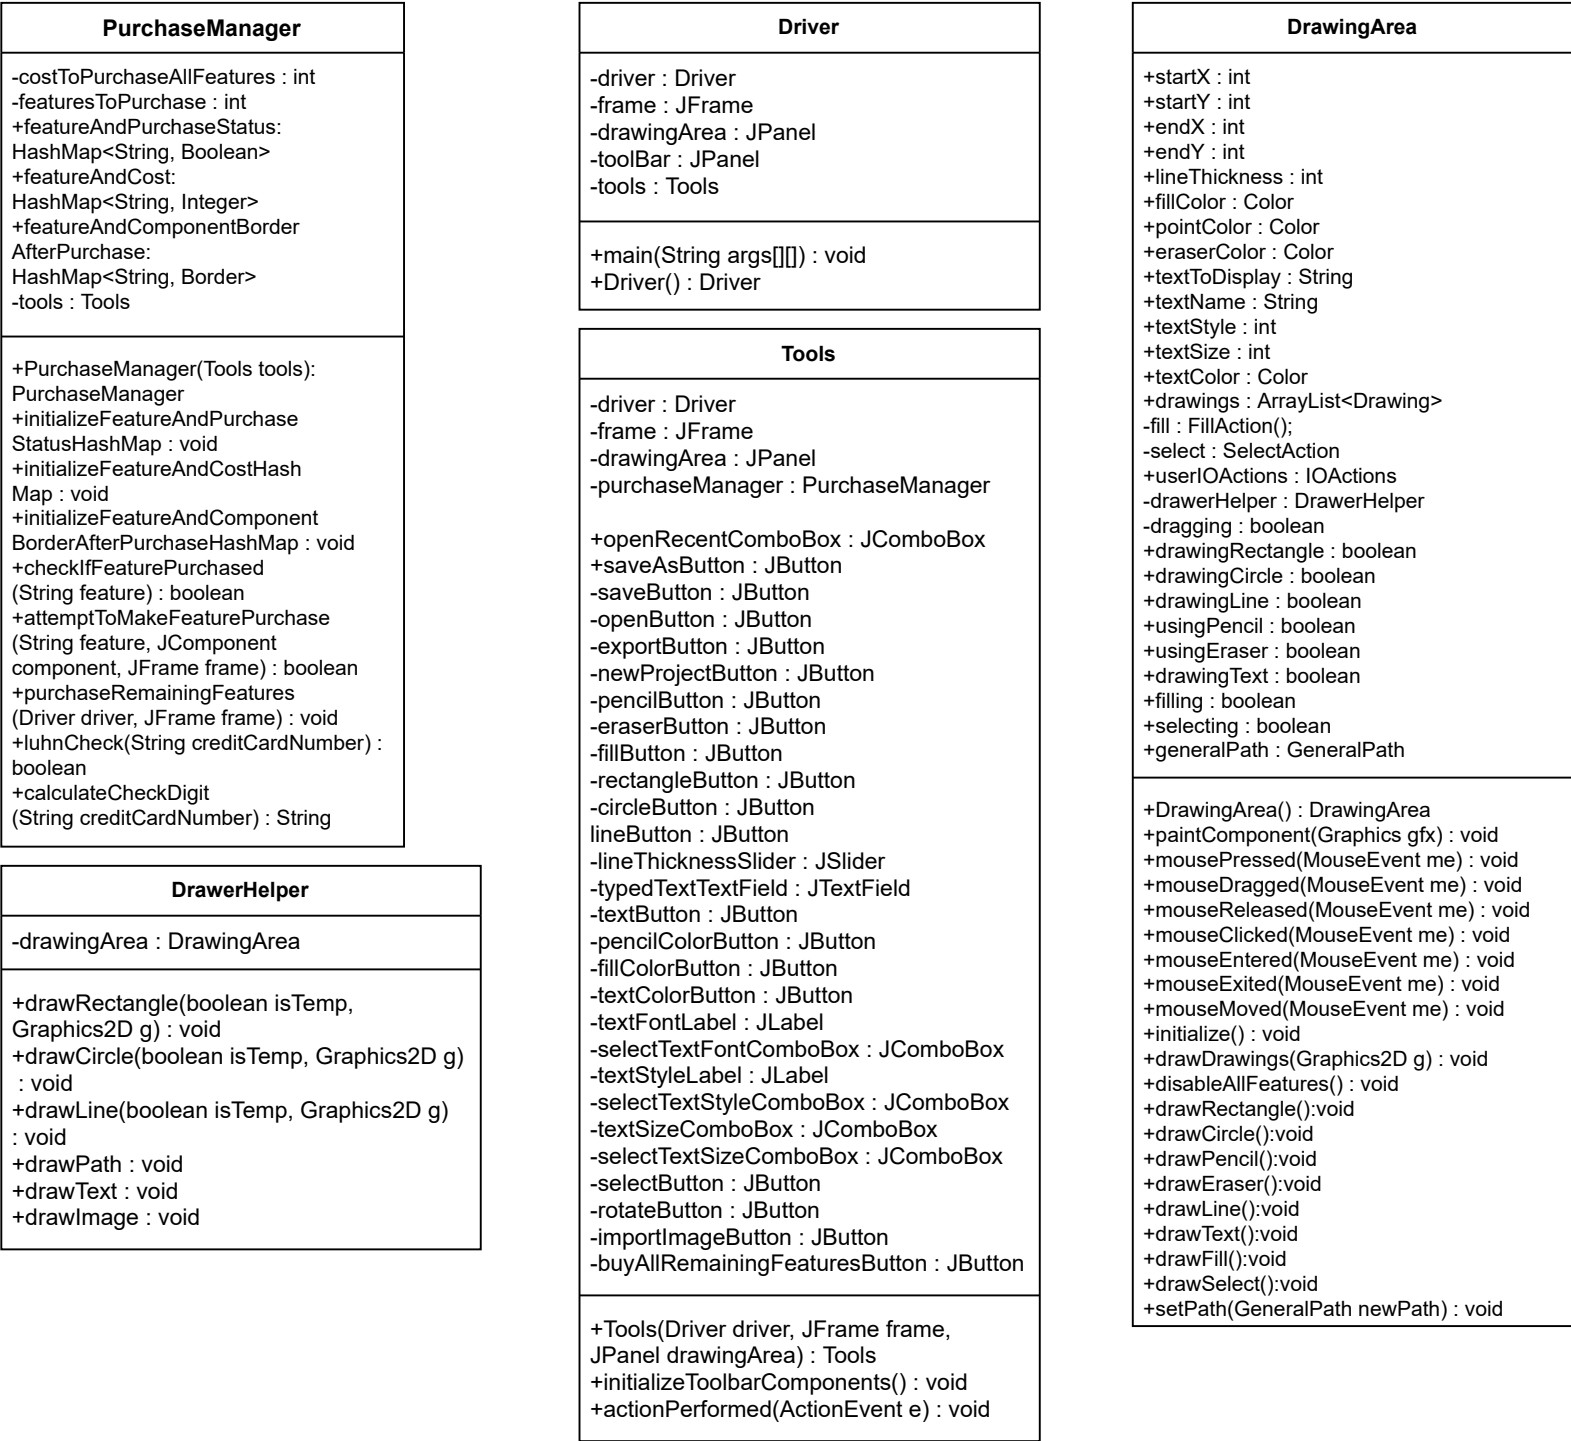 PurchaseManager
-costToPurchaseAllFeatures : int
-featuresToPurchase : int
+featureAndPurchaseStatus:
HashMap<String, Boolean>
+featureAndCost:
HashMap<String, Integer>
+featureAndComponentBorder
AfterPurchase:
HashMap<String, Border>
-tools : Tools
+PurchaseManager(Tools tools):
PurchaseManager
+initializeFeatureAndPurchase
StatusHashMap : void
+initializeFeatureAndCostHash
Map : void
+initializeFeatureAndComponent
BorderAfterPurchaseHashMap : void
+checkIfFeaturePurchased
(String feature) : boolean
+attemptToMakeFeaturePurchase
(String feature, JComponent
component, JFrame frame) : boolean
+purchaseRemainingFeatures
(Driver driver, JFrame frame) : void
+luhnCheck(String creditCardNumber) :
boolean
+calculateCheckDigit
(String creditCardNumber) : String
DrawerHelper
-drawingArea : DrawingArea
+drawRectangle(boolean isTemp,
Graphics2D g) : void
+drawCircle(boolean isTemp, Graphics2D g)
: void
+drawLine(boolean isTemp, Graphics2D g)
: void
+drawPath : void
+drawText : void
+drawImage : void
Driver
-driver : Driver
-frame : JFrame
-drawingArea : JPanel
-toolBar : JPanel
-tools : Tools
+main(String args[][]) : void
+Driver() : Driver
Tools
-driver : Driver
-frame : JFrame
-drawingArea : JPanel
-purchaseManager : PurchaseManager
+openRecentComboBox : JComboBox
+saveAsButton : JButton
-saveButton : JButton
-openButton : JButton
-exportButton : JButton
-newProjectButton : JButton
-pencilButton : JButton
-eraserButton : JButton
-fillButton : JButton
-rectangleButton : JButton
-circleButton : JButton
lineButton : JButton
-lineThicknessSlider : JSlider
-typedTextTextField : JTextField
-textButton : JButton
-pencilColorButton : JButton
-fillColorButton : JButton
-textColorButton : JButton
-textFontLabel : JLabel
-selectTextFontComboBox : JComboBox
-textStyleLabel : JLabel
-selectTextStyleComboBox : JComboBox
-textSizeComboBox : JComboBox
-selectTextSizeComboBox : JComboBox
-selectButton : JButton
-rotateButton : JButton
-importImageButton : JButton
-buyAllRemainingFeaturesButton : JButton
+Tools(Driver driver, JFrame frame,
JPanel drawingArea) : Tools
+initializeToolbarComponents() : void
+actionPerformed(ActionEvent e) : void
DrawingArea
+startX : int
+startY : int
+endX : int
+endY : int
+lineThickness : int
+fillColor : Color
+pointColor : Color
+eraserColor : Color
+textToDisplay : String
+textName : String
+textStyle : int
+textSize : int
+textColor : Color
+drawings : ArrayList<Drawing>
-fill : FillAction();
-select : SelectAction
+userIOActions : IOActions
-drawerHelper : DrawerHelper
-dragging : boolean
+drawingRectangle : boolean
+drawingCircle : boolean
+drawingLine : boolean
+usingPencil : boolean
+usingEraser : boolean
+drawingText : boolean
+filling : boolean
+selecting : boolean
+generalPath : GeneralPath
+DrawingArea() : DrawingArea
+paintComponent(Graphics gfx) : void
+mousePressed(MouseEvent me) : void
+mouseDragged(MouseEvent me) : void
+mouseReleased(MouseEvent me) : void
+mouseClicked(MouseEvent me) : void
+mouseEntered(MouseEvent me) : void
+mouseExited(MouseEvent me) : void
+mouseMoved(MouseEvent me) : void
+initialize() : void
+drawDrawings(Graphics2D g) : void
+disableAllFeatures() : void
+drawRectangle():void
+drawCircle():void
+drawPencil():void
+drawEraser():void
+drawLine():void
+drawText():void
+drawFill():void
+drawSelect():void
+setPath(GeneralPath newPath) : void